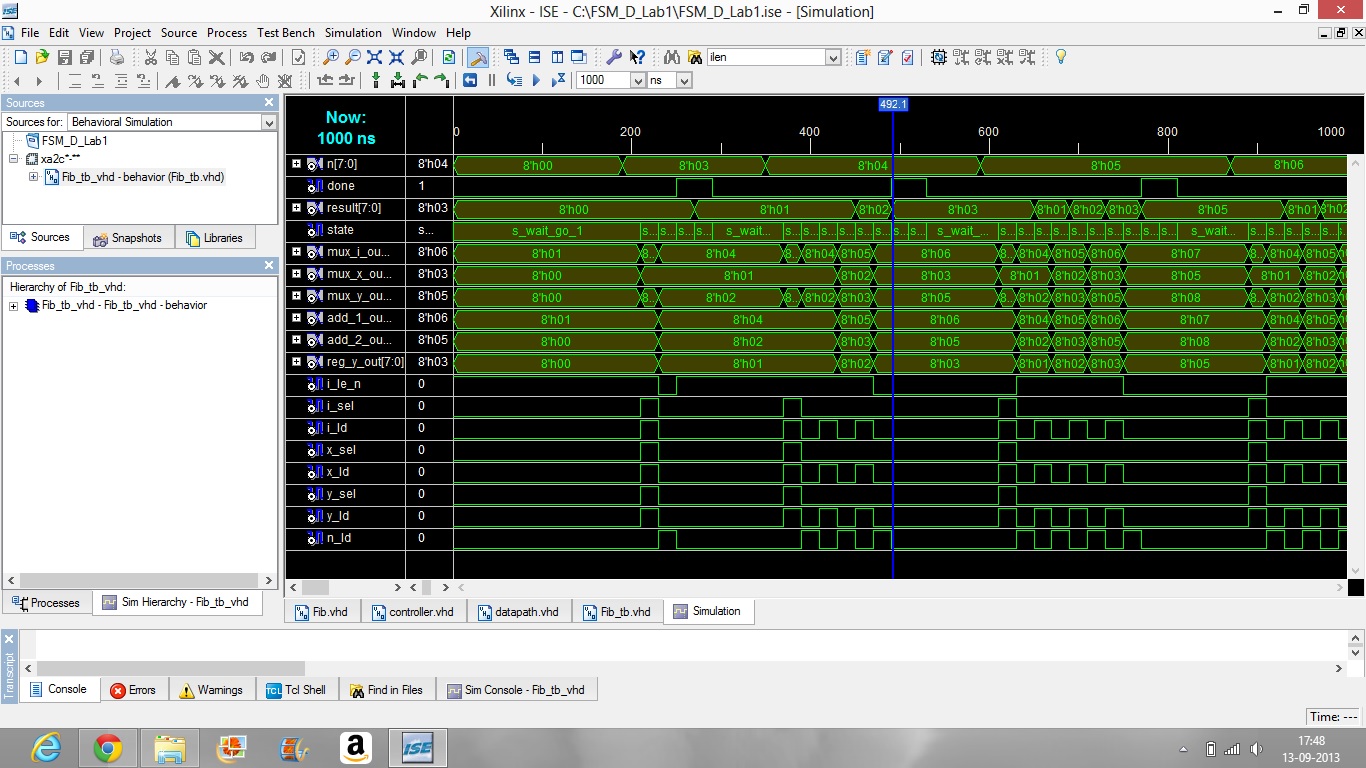 Xilinx - ISE - C:\FSM_D_Lab1\FSM_D_Lab1.ise - [Simulation]
File Edit View Project Source Process Test Bench Simulation Window Help
ilen
1000 ns
Sources
Sources for: Behavioral Simulation
FSM_D_Lab1
xa2c*-**
Fib_tb_vhd - behavior (Fib_tb.vhd)
Sources Snapshots Libraries
Processes
Hierarchy of Fib_tb_vhd:
Fib_tb_vhd - Fib_tb_vhd - behavior
Processes Sim Hierarchy - Fib_tb_vhd
Now:
1000 ns
492.1
0 200 400 600 800 1000
n[7:0] 8'h04 8'h00 8'h03 8'h04 8'h05 8'h06
done 1
result[7:0] 8'h03 8'h00 8'h01 8'h02 8'h03 8'h01 8'h02 8'h03 8'h05 8'h01 8'h02
state s... s_wait_go_1 s... s... s... s... s_wait... s... s... s... s... s... s... s... s... s_wait_... s... s... s... s... s... s... s... s... s... s... s_wait... s... s... s... s... s...
mux_i_ou... 8'h06 8'h01 8... 8'h04 8... 8'h04 8'h05 8'h06 8... 8'h04 8'h05 8'h06 8'h07 8... 8'h04 8'h05
mux_x_ou... 8'h03 8'h00 8'h01 8'h02 8'h03 8'h01 8'h02 8'h03 8'h05 8'h01 8'h02
mux_y_ou... 8'h05 8'h00 8... 8'h02 8... 8'h02 8'h03 8'h05 8... 8'h02 8'h03 8'h05 8'h08 8... 8'h02 8'h03
add_1_ou... 8'h06 8'h01 8'h04 8'h05 8'h06 8'h04 8'h05 8'h06 8'h07 8'h04 8'h05
add_2_ou... 8'h05 8'h00 8'h02 8'h03 8'h05 8'h02 8'h03 8'h05 8'h08 8'h02 8'h03
reg_y_out[7:0] 8'h03 8'h00 8'h01 8'h02 8'h03 8'h01 8'h02 8'h03 8'h05 8'h01 8'h02
i_le_n 0
i_sel 0
i_ld 0
x_sel 0
x_ld 0
y_sel 0
y_ld 0
n_ld 0
Fib.vhd controller.vhd datapath.vhd Fib_tb.vhd Simulation
Transcript
Console Errors Warnings Tcl Shell Find in Files Sim Console - Fib_tb_vhd
Time: ---
17:48
13-09-2013